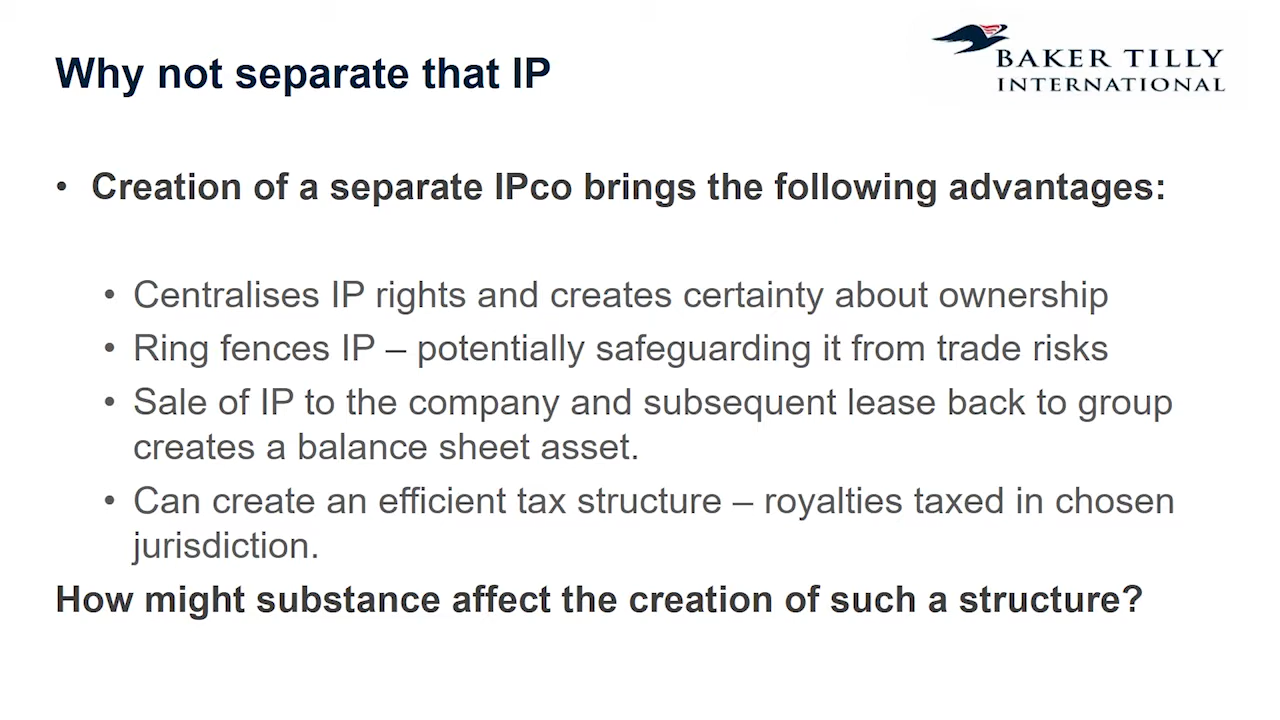 Why not separate that IP
BAKER TILLY
INTERNATIONAL
• Creation of a separate IPco brings the following advantages:
• Centralises IP rights and creates certainty about ownership
• Ring fences IP – potentially safeguarding it from trade risks
• Sale of IP to the company and subsequent lease back to group
creates a balance sheet asset.
• Can create an efficient tax structure – royalties taxed in chosen
jurisdiction.
How might substance affect the creation of such a structure?